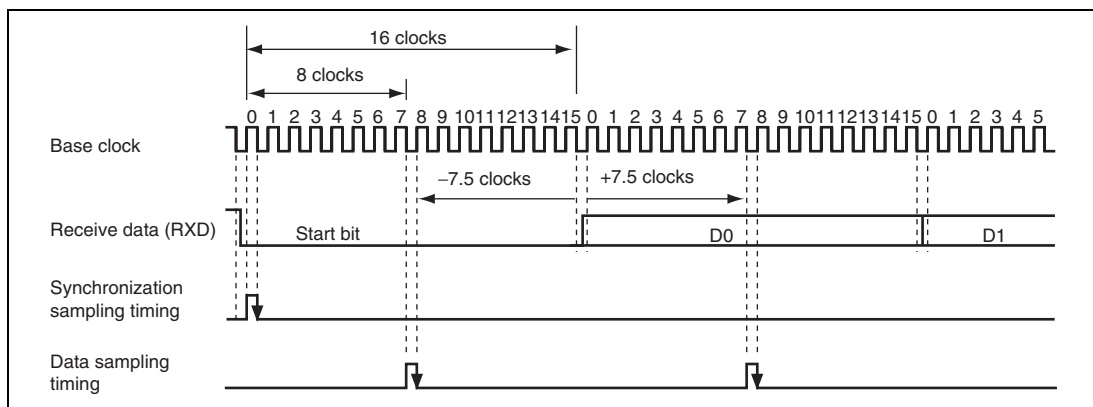 16 clocks
8 clocks
0 1 2 3 4 5 6 7 8 9 10 11 12 13 14 15 0 1 2 3 4 5 6 7 8 9 10 11 12 13 14 15 0 1 2 3 4 5
Base clock
–7.5 clocks +7.5 clocks
Receive data (RXD) Start bit D0 D1
Synchronization
sampling timing
Data sampling
timing